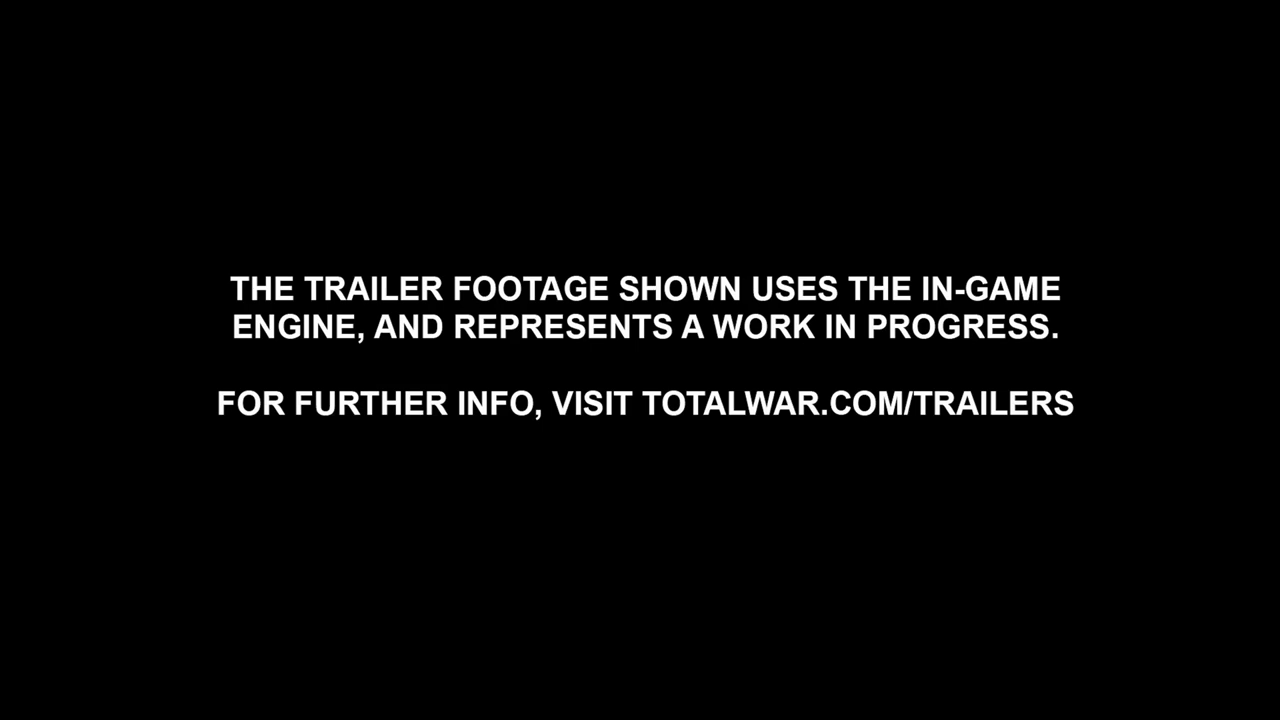 THE TRAILER FOOTAGE SHOWN USES THE IN-GAME
ENGINE, AND REPRESENTS A WORK IN PROGRESS.
FOR FURTHER INFO, VISIT TOTALWAR.COM/TRAILERS